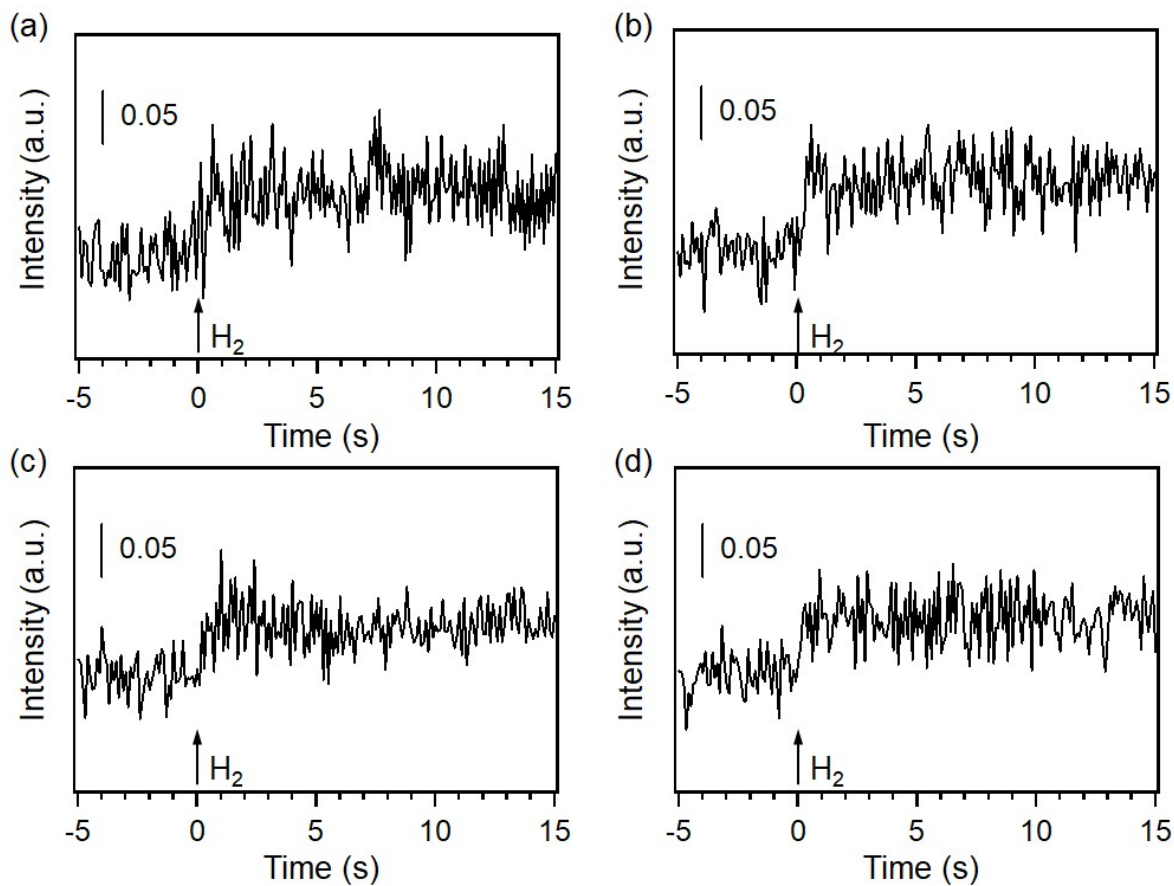 (a)
Intensity (a.u.)
0.05
H₂
-5 0 5 10 15
Time (s)
(b)
Intensity (a.u.)
0.05
H₂
-5 0 5 10 15
Time (s)
(c)
Intensity (a.u.)
0.05
H₂
-5 0 5 10 15
Time (s)
(d)
Intensity (a.u.)
0.05
H₂
-5 0 5 10 15
Time (s)